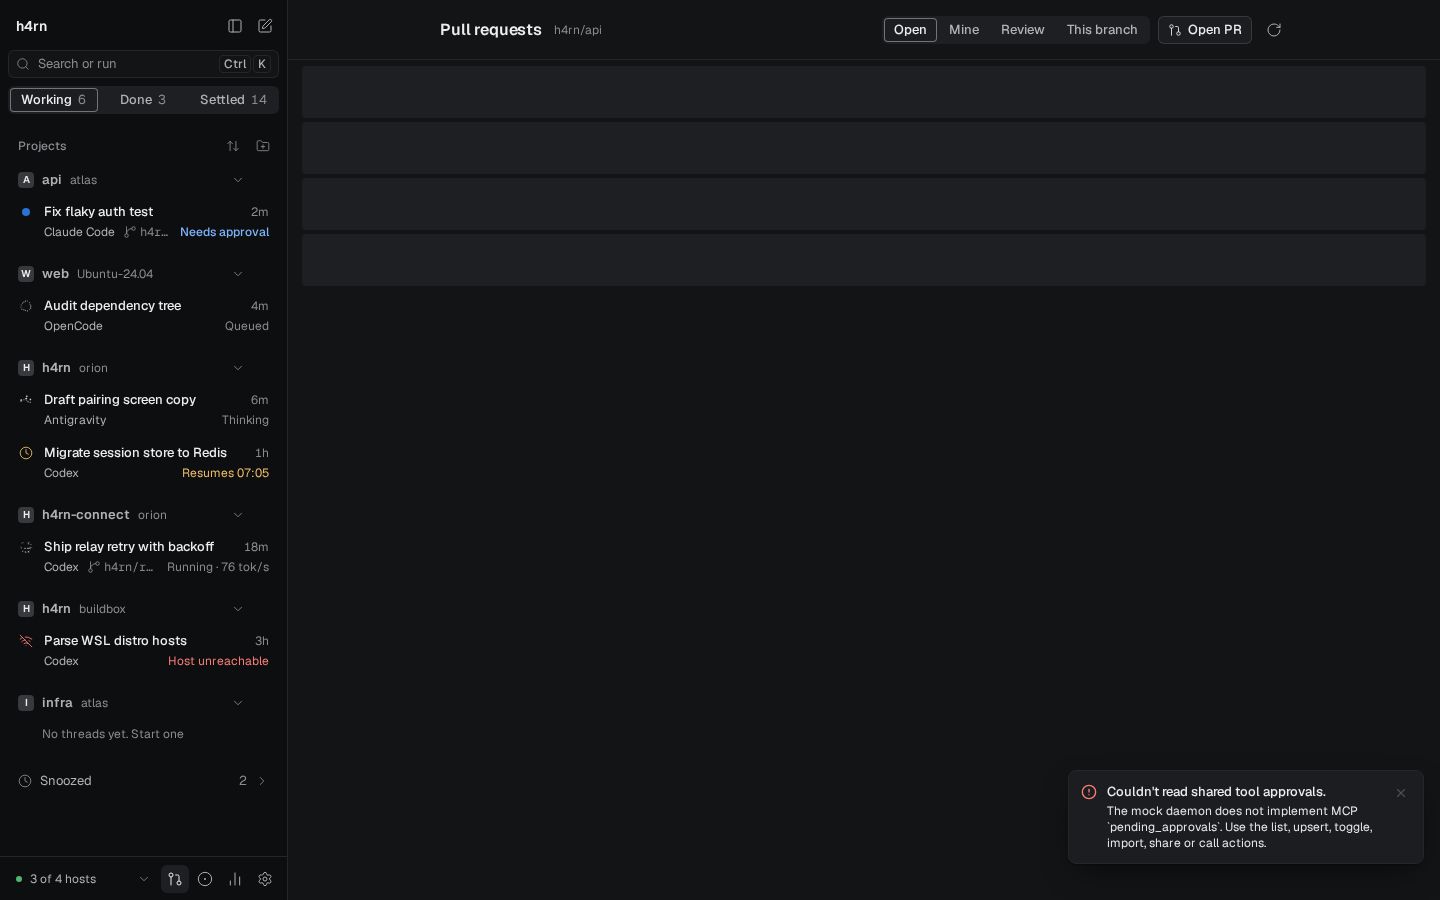 h4rn
Search or run Ctrl K
Working 6 Done 3 Settled 14
Projects
A api atlas
Fix flaky auth test 2m
Claude Code h4r… Needs approval
W web Ubuntu-24.04
Audit dependency tree 4m
OpenCode Queued
H h4rn orion
Draft pairing screen copy 6m
Antigravity Thinking
Migrate session store to Redis 1h
Codex Resumes 07:05
H h4rn-connect orion
Ship relay retry with backoff 18m
Codex h4rn/r… Running · 76 tok/s
H h4rn buildbox
Parse WSL distro hosts 3h
Codex Host unreachable
I infra atlas
No threads yet. Start one
Snoozed 2
3 of 4 hosts
Pull requests h4rn/api
Open Mine Review This branch Open PR
Couldn't read shared tool approvals.
The mock daemon does not implement MCP
`pending_approvals`. Use the list, upsert, toggle,
import, share or call actions.